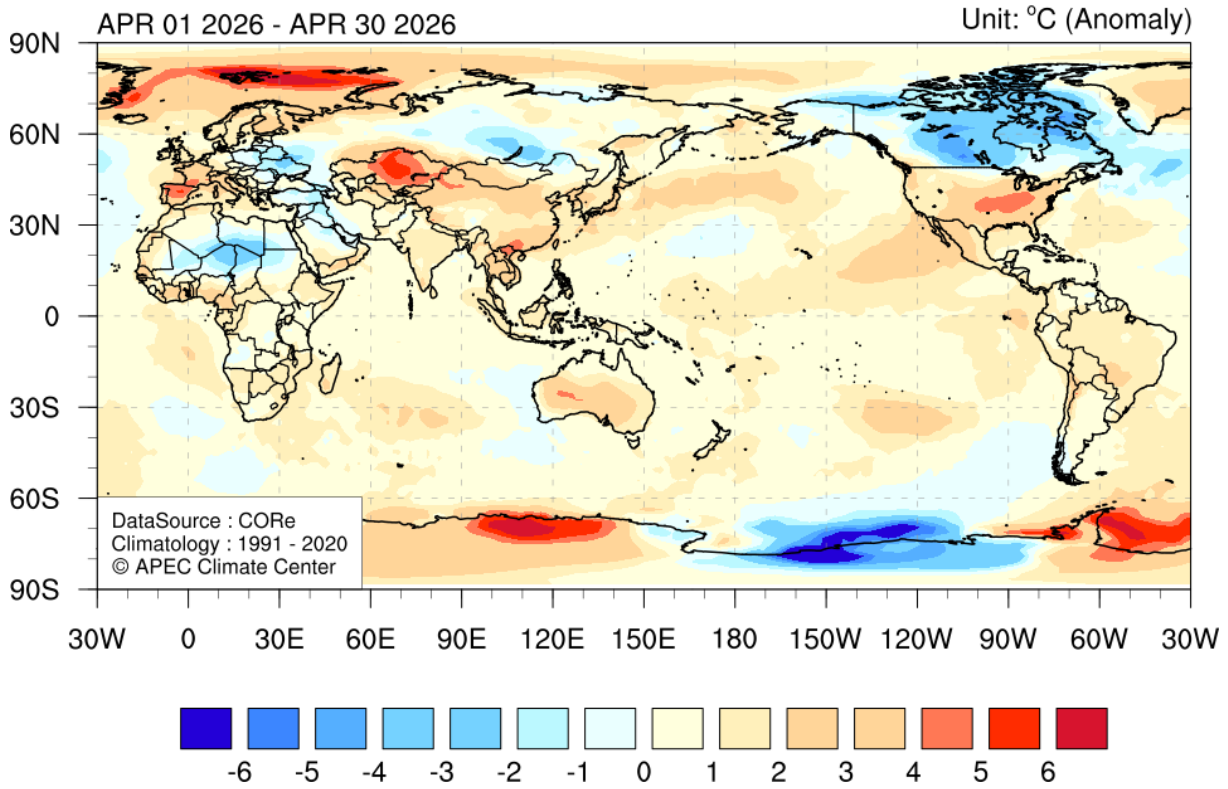 APR 01 2026 - APR 30 2026
Unit: °C (Anomaly)
90N
60N
30N
0
30S
60S
90S
DataSource : CORe
Climatology : 1991 - 2020
© APEC Climate Center
30W 0 30E 60E 90E 120E 150E 180 150W 120W 90W 60W 30W
-6 -5 -4 -3 -2 -1 0 1 2 3 4 5 6